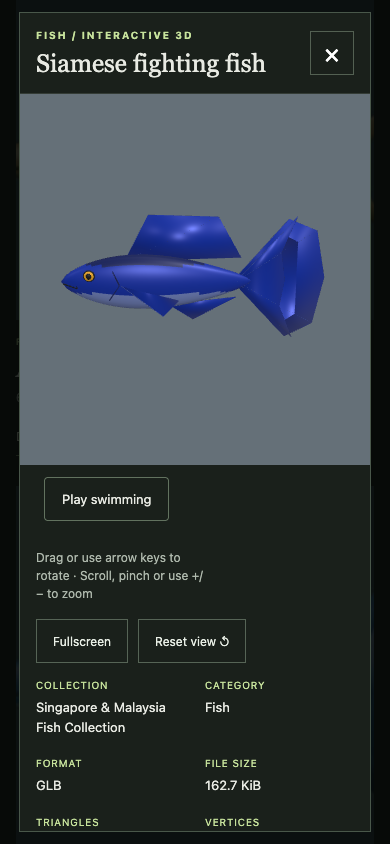 FISH / INTERACTIVE 3D
Siamese fighting fish
×
Play swimming
Drag or use arrow keys to
rotate · Scroll, pinch or use +/
− to zoom
Fullscreen
Reset view ↺
COLLECTION
Singapore & Malaysia
Fish Collection
CATEGORY
Fish
FORMAT
GLB
FILE SIZE
162.7 KiB
TRIANGLES
VERTICES